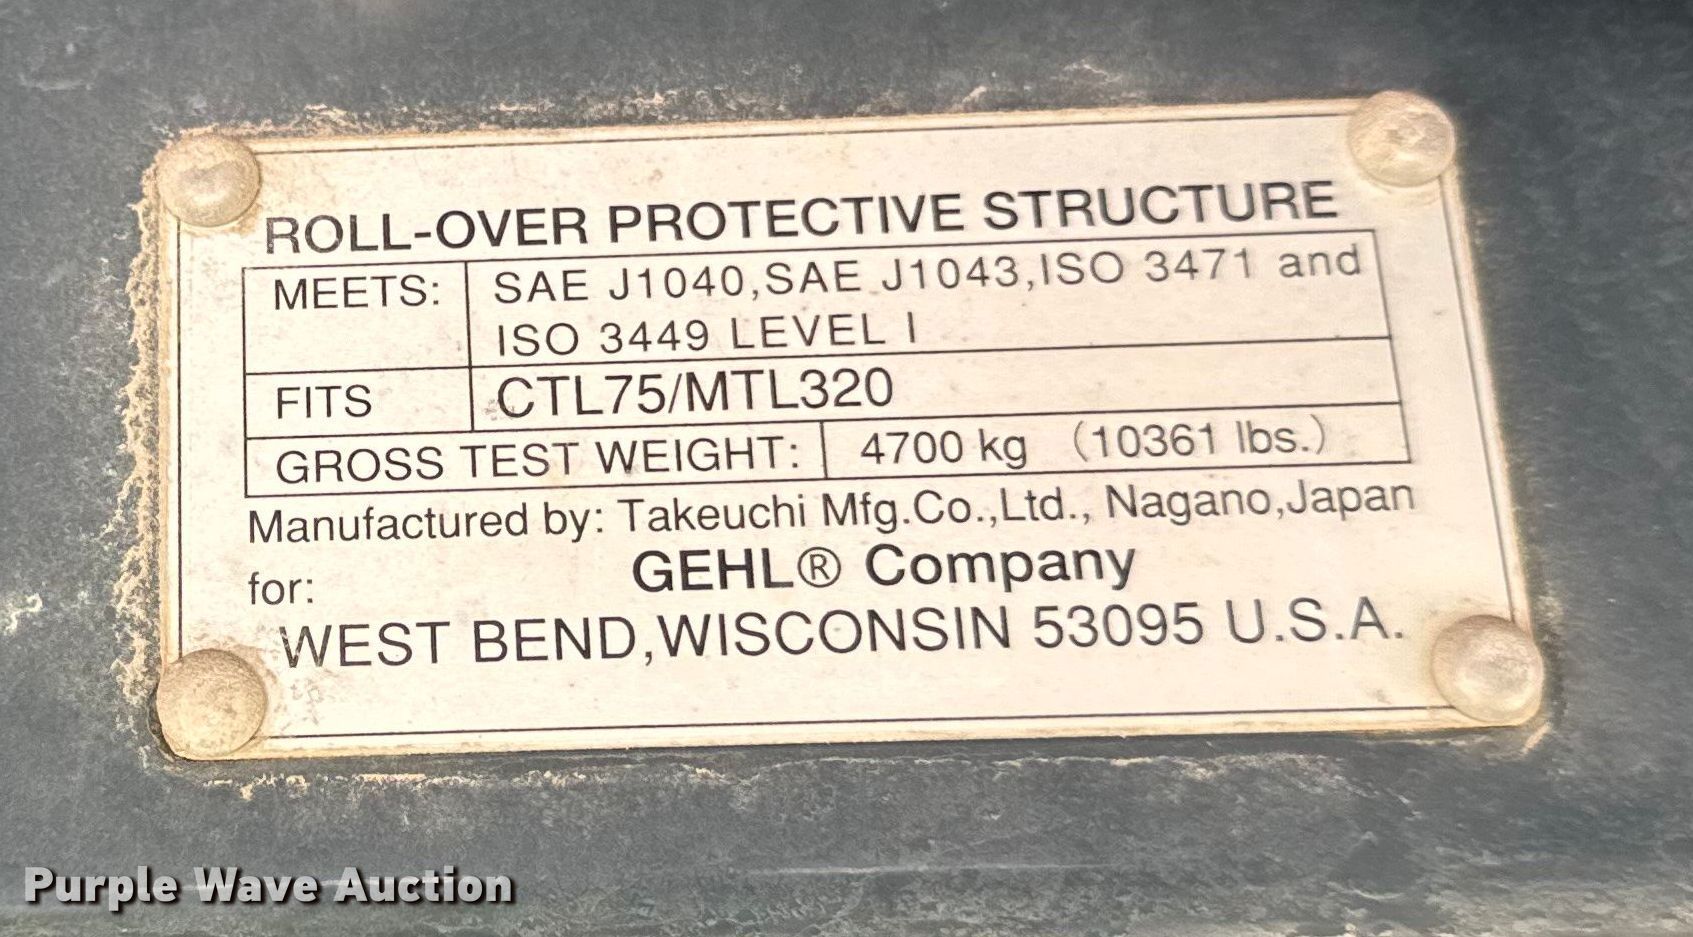 ROLL-OVER PROTECTIVE STRUCTURE
MEETS: SAE J1040,SAE J1043,ISO 3471 and
ISO 3449 LEVEL I
FITS CTL75/MTL320
GROSS TEST WEIGHT: 4700 kg (10361 lbs.)
Manufactured by: Takeuchi Mfg.Co.,Ltd., Nagano,Japan
for: GEHL® Company
WEST BEND,WISCONSIN 53095 U.S.A.
Purple Wave Auction